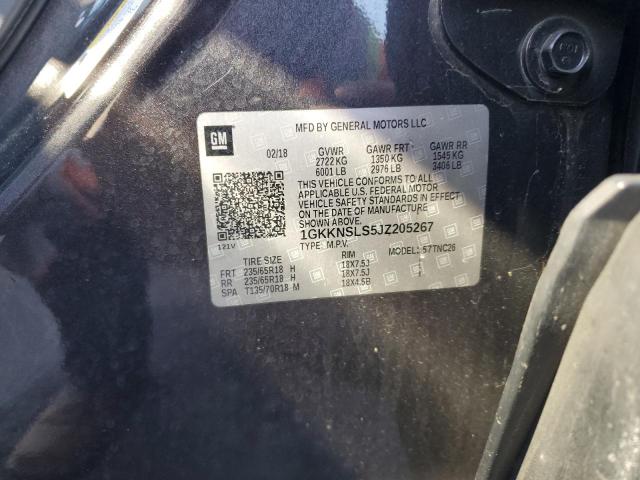 GM
MFD BY GENERAL MOTORS LLC
02/18 GVWR GAWR FRT GAWR RR
2722 KG 1350 KG 1545 KG
6001 LB 2976 LB 3406 LB
THIS VEHICLE CONFORMS TO ALL
APPLICABLE U.S. FEDERAL MOTOR
VEHICLE SAFETY STANDARDS IN EFFECT
ON THE DATE OF MANUFACTURE
SHOWN ABOVE.
1GKKNSLS5JZ205267
121V TYPE: M.P.V. MODEL: 57TNC26
TIRE SIZE RIM
FRT 235/65R18 H 18X7.5J
RR 235/65R18 H 18X7.5J
SPA T135/70R18 M 18X4.5B